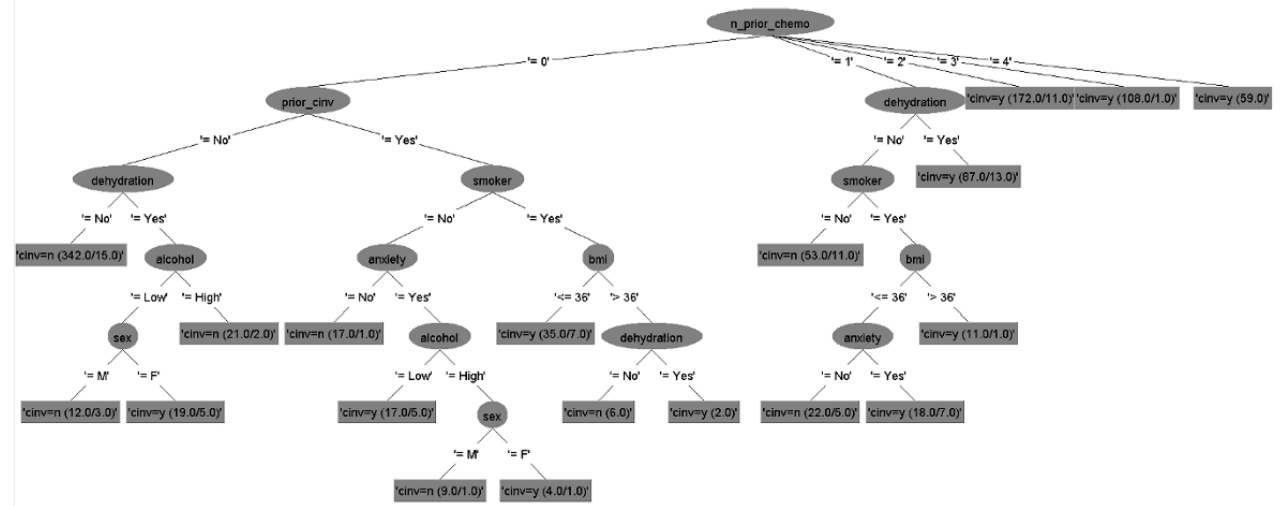 n_prior_chemo
'= 0' '= 1' '= 2' '= 3' '= 4'
prior_cinv dehydration 'cinv=y (172.0/11.0)' 'cinv=y (108.0/1.0)' 'cinv=y (59.0)'
'= No' '= Yes' '= No' '= Yes'
dehydration smoker smoker 'cinv=y (87.0/13.0)'
'= No' '= Yes' '= No' '= Yes' '= No' '= Yes'
'cinv=n (342.0/15.0)' alcohol anxiety bmi 'cinv=n (53.0/11.0)' bmi
'= Low' '= High' '= No' '= Yes' '<= 36' '> 36' '<= 36' '> 36'
sex 'cinv=n (21.0/2.0)' 'cinv=n (17.0/1.0)' alcohol 'cinv=y (35.0/7.0)' dehydration anxiety 'cinv=y (11.0/1.0)'
'= M' '= F' '= Low' '= High' '= No' '= Yes' '= No' '= Yes'
'cinv=n (12.0/3.0)' 'cinv=y (19.0/5.0)' 'cinv=y (17.0/5.0)' sex 'cinv=n (6.0)' 'cinv=y (2.0)' 'cinv=n (22.0/5.0)' 'cinv=y (18.0/7.0)'
'= M' '= F'
'cinv=n (9.0/1.0)' 'cinv=y (4.0/1.0)'